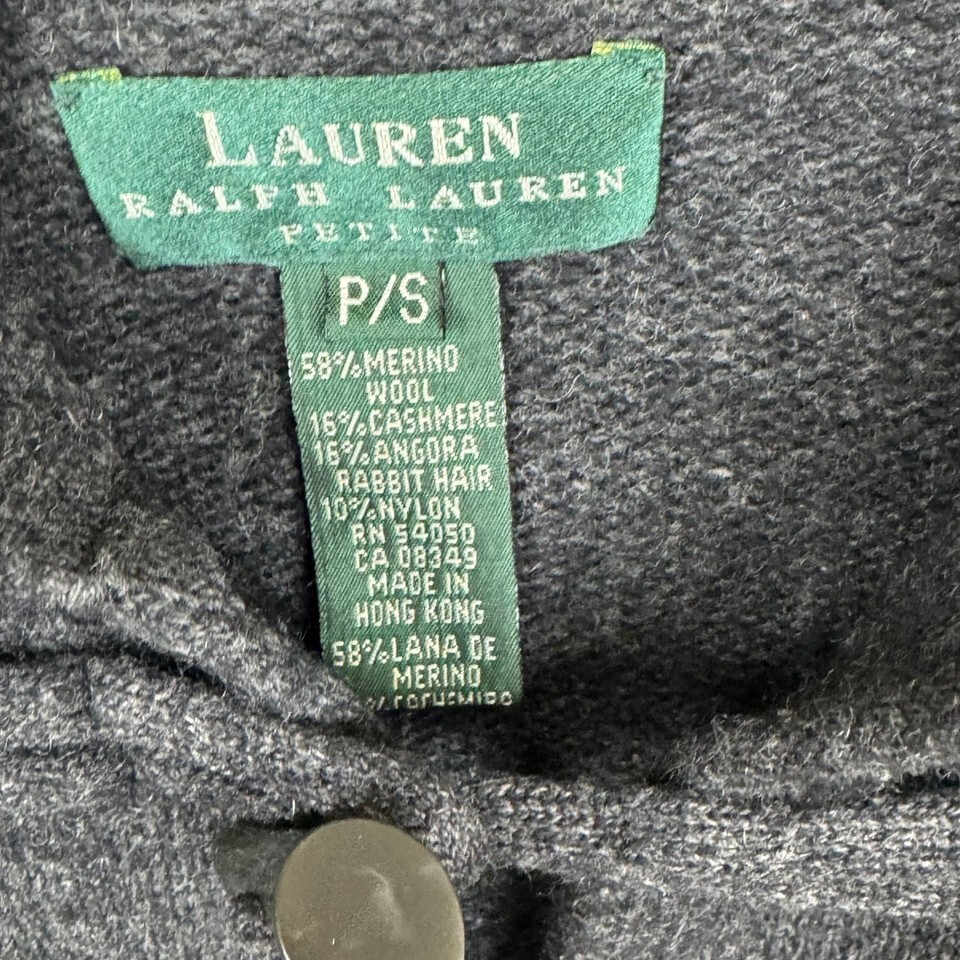 LAUREN
RALPH LAUREN
PETITE
P/S
58% MERINO
WOOL
16% CASHMERE
16% ANGORA
RABBIT HAIR
10% NYLON
RN 54050
CA 08349
MADE IN
HONG KONG
58% LANA DE
MERINO
% CACHEMIRA